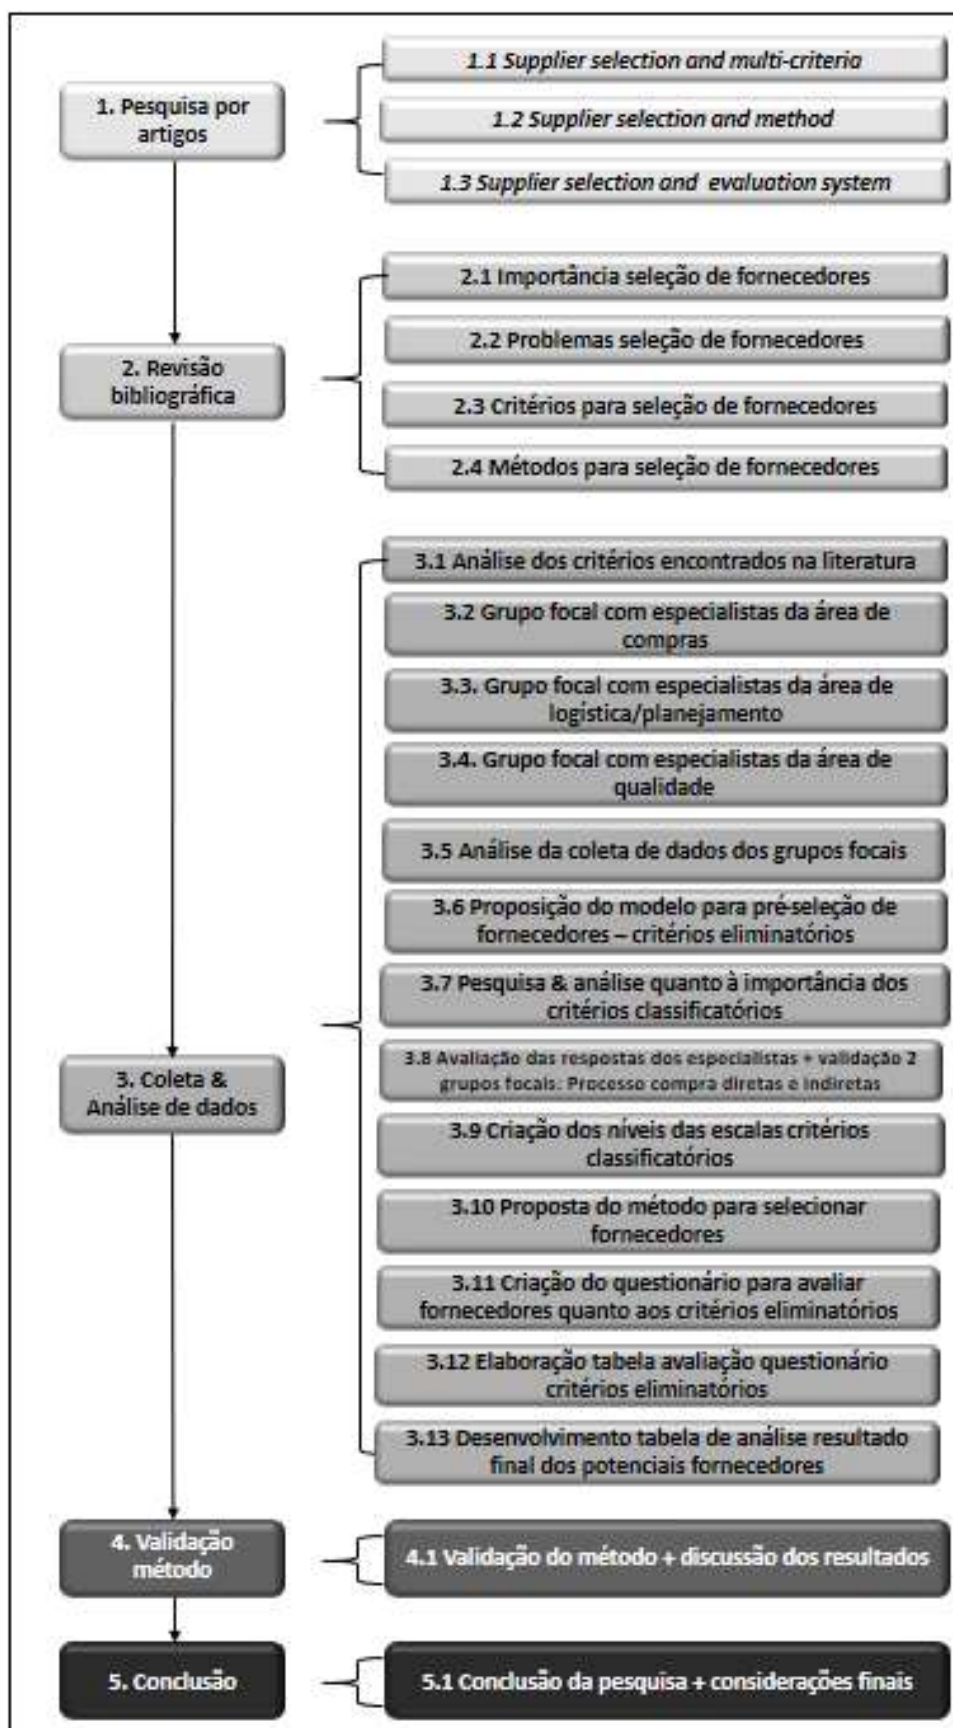 1. Pesquisa por
artigos
1.1 Supplier selection and multi-criteria
1.2 Supplier selection and method
1.3 Supplier selection and evaluation system
2. Revisão
bibliográfica
2.1 Importância seleção de fornecedores
2.2 Problemas seleção de fornecedores
2.3 Critérios para seleção de fornecedores
2.4 Métodos para seleção de fornecedores
3. Coleta &
Análise de dados
3.1 Análise dos critérios encontrados na literatura
3.2 Grupo focal com especialistas da área de
compras
3.3. Grupo focal com especialistas da área de
logística/planejamento
3.4. Grupo focal com especialistas da área de
qualidade
3.5 Análise da coleta de dados dos grupos focais
3.6 Proposição do modelo para pré-seleção de
fornecedores – critérios eliminatórios
3.7 Pesquisa & análise quanto à importância dos
critérios classificatórios
3.8 Avaliação das respostas dos especialistas + validação 2
grupos focais: Processo compra diretas e indiretas
3.9 Criação dos níveis das escalas critérios
classificatórios
3.10 Proposta do método para selecionar
fornecedores
3.11 Criação do questionário para avaliar
fornecedores quanto aos critérios eliminatórios
3.12 Elaboração tabela avaliação questionário
critérios eliminatórios
3.13 Desenvolvimento tabela de análise resultado
final dos potenciais fornecedores
4. Validação
método
4.1 Validação do método + discussão dos resultados
5. Conclusão
5.1 Conclusão da pesquisa + considerações finais